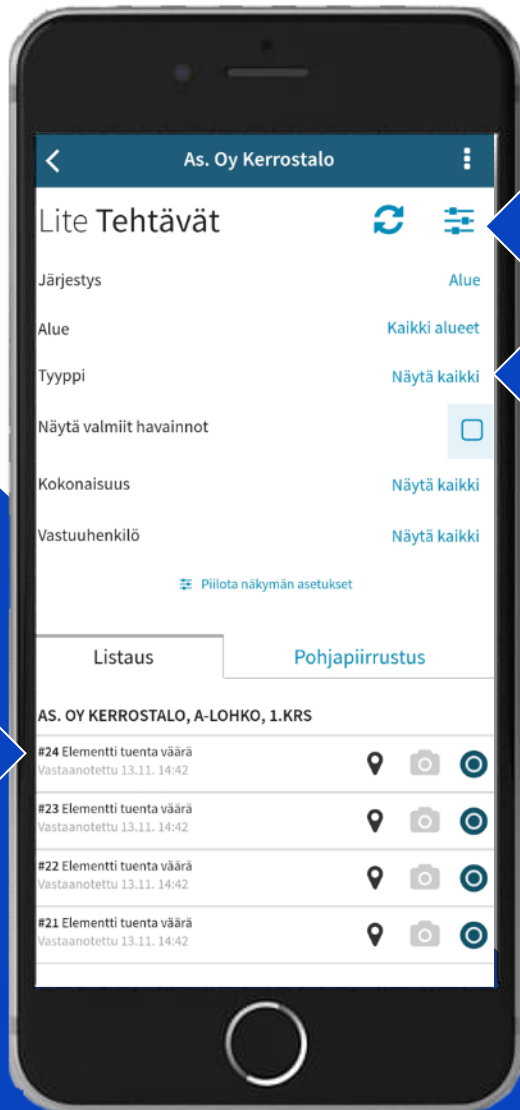 As. Oy Kerrostalo
Lite Tehtävät
Järjestys Alue
Alue Kaikki alueet
Tyyppi Näytä kaikki
Näytä valmiit havainnot
Kokonaisuus Näytä kaikki
Vastuuhenkilö Näytä kaikki
Piilota näkymän asetukset
Listaus Pohjapiirrustus
AS. OY KERROSTALO, A-LOHKO, 1.KRS
#24 Elementti tuenta väärä
Vastaanotettu 13.11. 14:42
#23 Elementti tuenta väärä
Vastaanotettu 13.11. 14:42
#22 Elementti tuenta väärä
Vastaanotettu 13.11. 14:42
#21 Elementti tuenta väärä
Vastaanotettu 13.11. 14:42